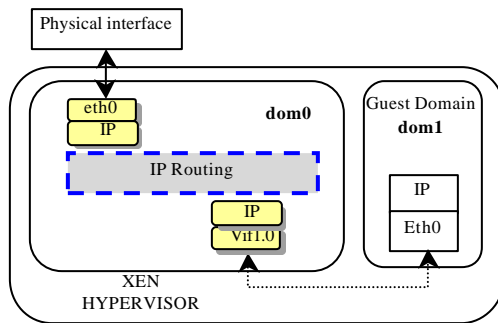 Physical interface
eth0
IP
dom0
IP Routing
IP
Vif1.0
Guest Domain
dom1
IP
Eth0
XEN
HYPERVISOR